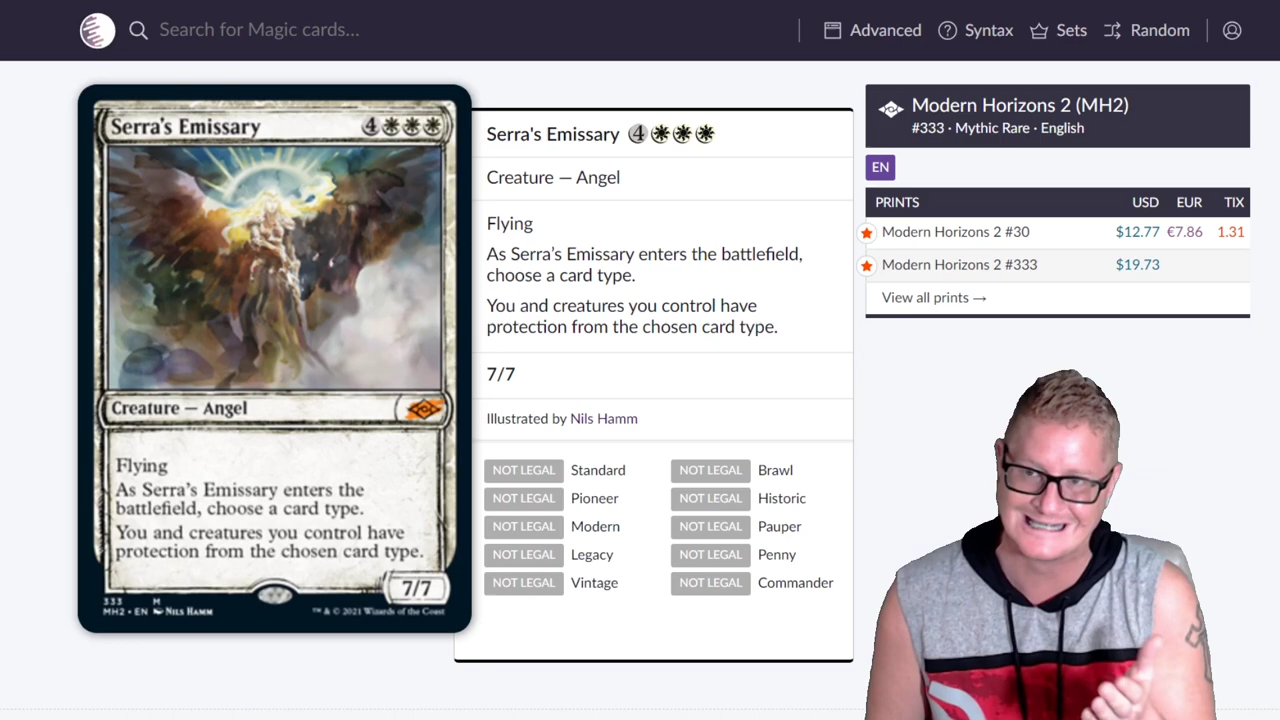 Search for Magic cards...
Advanced
Syntax
Sets
Random
Serra's Emissary 4
Creature — Angel
Flying
As Serra's Emissary enters the
battlefield, choose a card type.
You and creatures you control have
protection from the chosen card type.
7/7
333 M
MH2 • EN Nils Hamm
™ & © 2021 Wizards of the Coast
Serra's Emissary 4
Creature — Angel
Flying
As Serra's Emissary enters the battlefield,
choose a card type.
You and creatures you control have
protection from the chosen card type.
7/7
Illustrated by Nils Hamm
NOT LEGAL Standard NOT LEGAL Brawl
NOT LEGAL Pioneer NOT LEGAL Historic
NOT LEGAL Modern NOT LEGAL Pauper
NOT LEGAL Legacy NOT LEGAL Penny
NOT LEGAL Vintage NOT LEGAL Commander
Modern Horizons 2 (MH2)
#333 · Mythic Rare · English
EN
PRINTS USD EUR TIX
Modern Horizons 2 #30 $12.77 €7.86 1.31
Modern Horizons 2 #333 $19.73
View all prints →